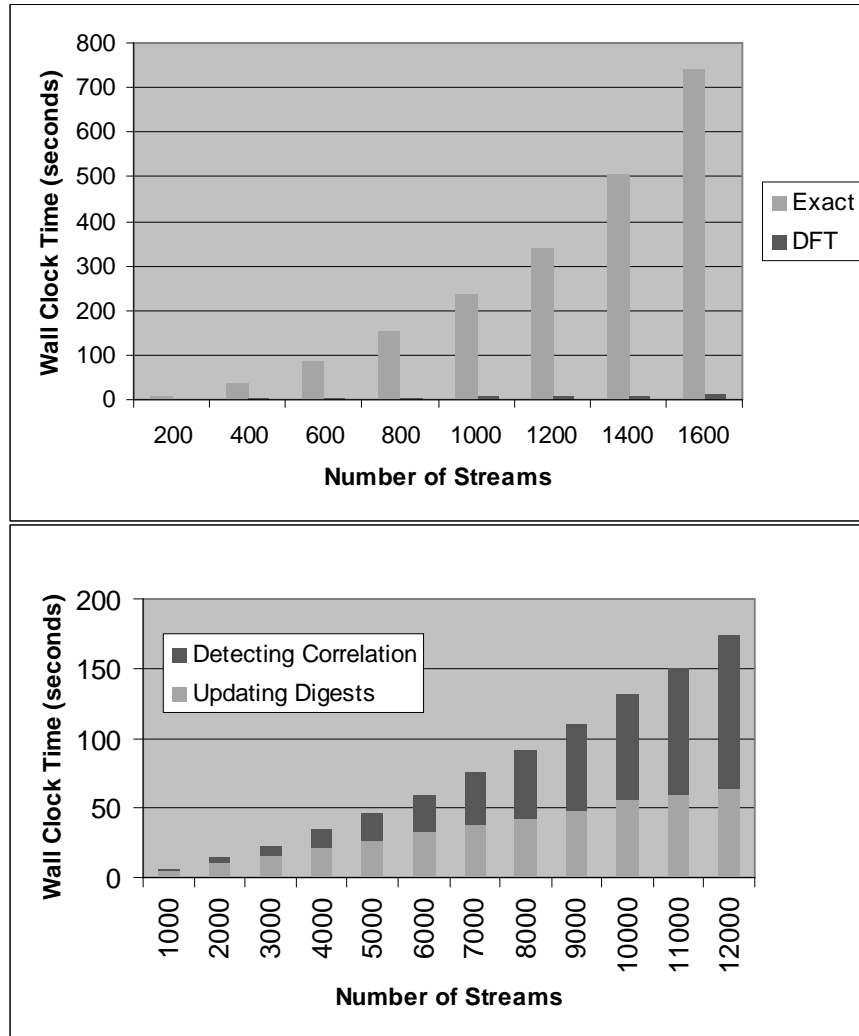 800
700
600
500
400
300
200
100
0
Wall Clock Time (seconds)
200 400 600 800 1000 1200 1400 1600
Number of Streams
Exact
DFT
200
150
100
50
0
Wall Clock Time (seconds)
Detecting Correlation
Updating Digests
1000 2000 3000 4000 5000 6000 7000 8000 9000 10000 11000 12000
Number of Streams